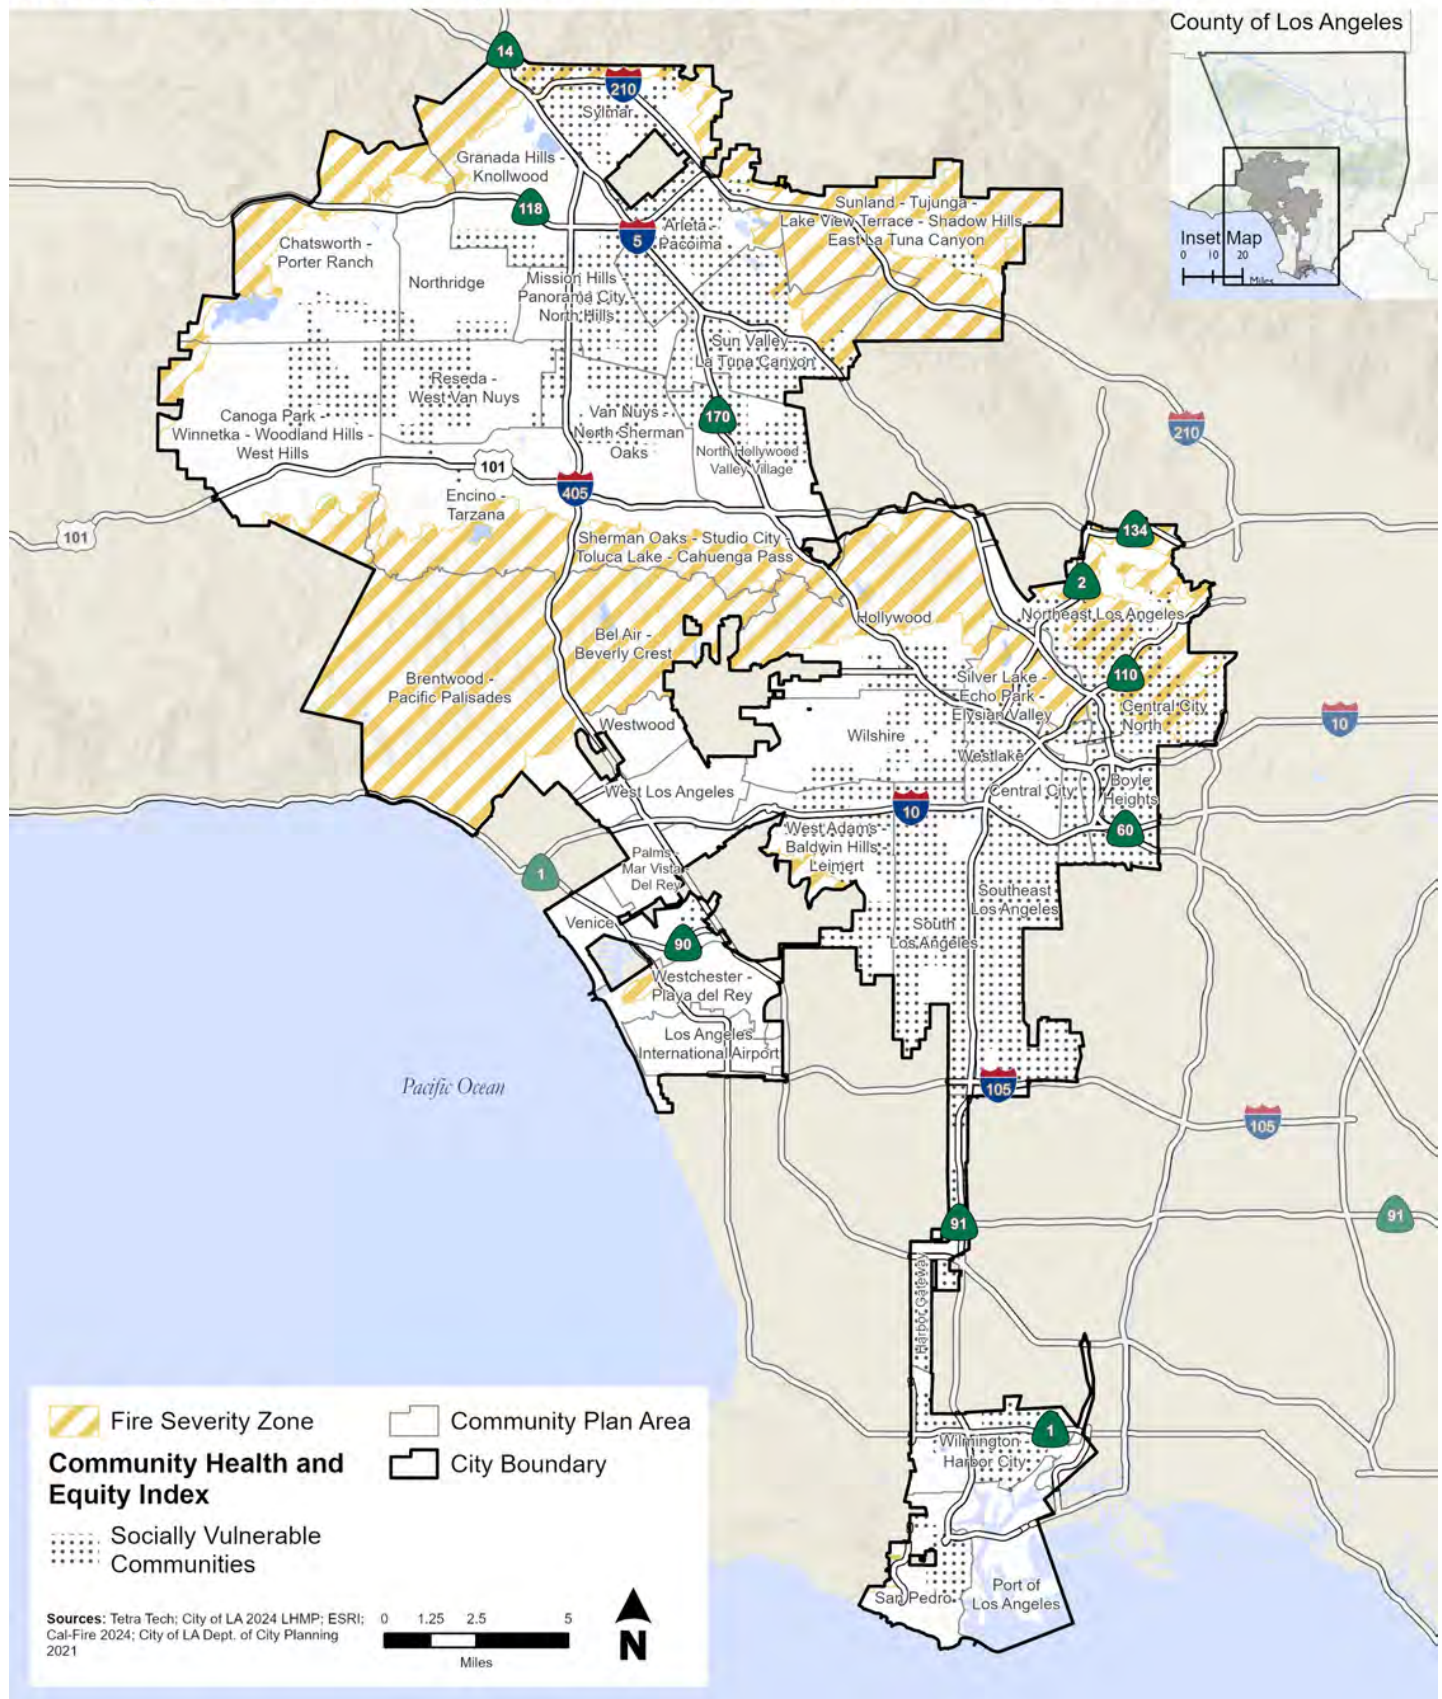 County of Los Angeles
Inset Map
0 10 20
Miles
14
210
Sylmar
Granada Hills -
Knollwood
118
5
Arleta -
Pacoima
Sunland - Tujunga -
Lake View Terrace - Shadow Hills -
East La Tuna Canyon
Chatsworth -
Porter Ranch
Northridge
Mission Hills -
Panorama City -
North Hills
Sun Valley -
La Tuna Canyon
Reseda -
West Van Nuys
Canoga Park -
Winnetka - Woodland Hills -
West Hills
Van Nuys -
North Sherman
Oaks
170
North Hollywood -
Valley Village
210
101
405
Encino -
Tarzana
101
Sherman Oaks - Studio City -
Toluca Lake - Cahuenga Pass
134
2
Northeast Los Angeles
Hollywood
Bel Air -
Beverly Crest
Brentwood -
Pacific Palisades
110
Silver Lake -
Echo Park -
Elysian Valley
Central City
North
10
Westwood
Wilshire
Westlake
West Los Angeles
Central City
Boyle
Heights
10
60
West Adams -
Baldwin Hills -
Leimert
Palms -
Mar Vista -
Del Rey
1
Southeast
Los Angeles
Venice
South
Los Angeles
90
Westchester -
Playa del Rey
Los Angeles
International Airport
Pacific Ocean
105
105
91
91
Harbor Gateway
1
Wilmington -
Harbor City
San Pedro
Port of
Los Angeles
Fire Severity Zone
Community Plan Area
Community Health and
Equity Index
City Boundary
Socially Vulnerable
Communities
Sources: Tetra Tech; City of LA 2024 LHMP; ESRI;
Cal-Fire 2024; City of LA Dept. of City Planning
2021
0 1.25 2.5 5
Miles
N